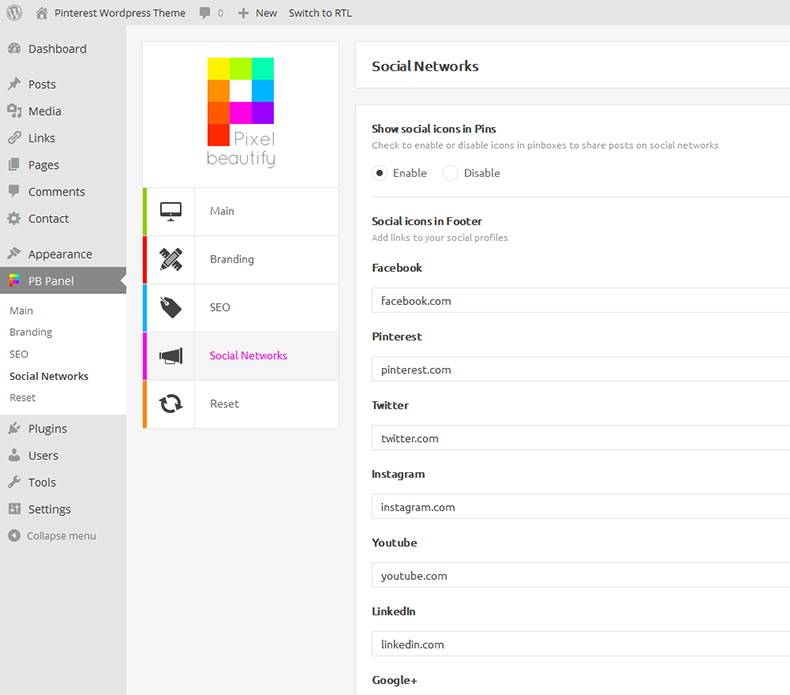 Pinterest Wordpress Theme 0 New Switch to RTL
Dashboard
Posts
Media
Links
Pages
Comments
Contact
Appearance
PB Panel
Main
Branding
SEO
Social Networks
Reset
Plugins
Users
Tools
Settings
Collapse menu
Pixel
beautify
Main
Branding
SEO
Social Networks
Reset
Social Networks
Show social icons in Pins
Check to enable or disable icons in pinboxes to share posts on social networks
Enable Disable
Social icons in Footer
Add links to your social profiles
Facebook
facebook.com
Pinterest
pinterest.com
Twitter
twitter.com
Instagram
instagram.com
Youtube
youtube.com
LinkedIn
linkedin.com
Google+